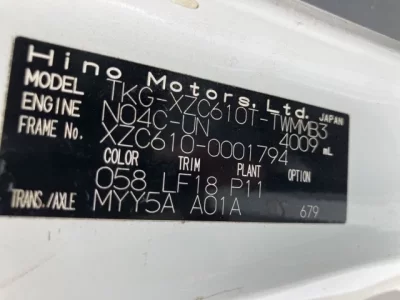 Hino Motors, Ltd. JAPAN
MODEL TKG-XZC610T-TWMMB3
ENGINE N04C-UN 4009 mL
FRAME No. XZC610-0001794
COLOR TRIM PLANT OPTION
058 LF18 P11
TRANS./AXLE MYY5A A01A 679